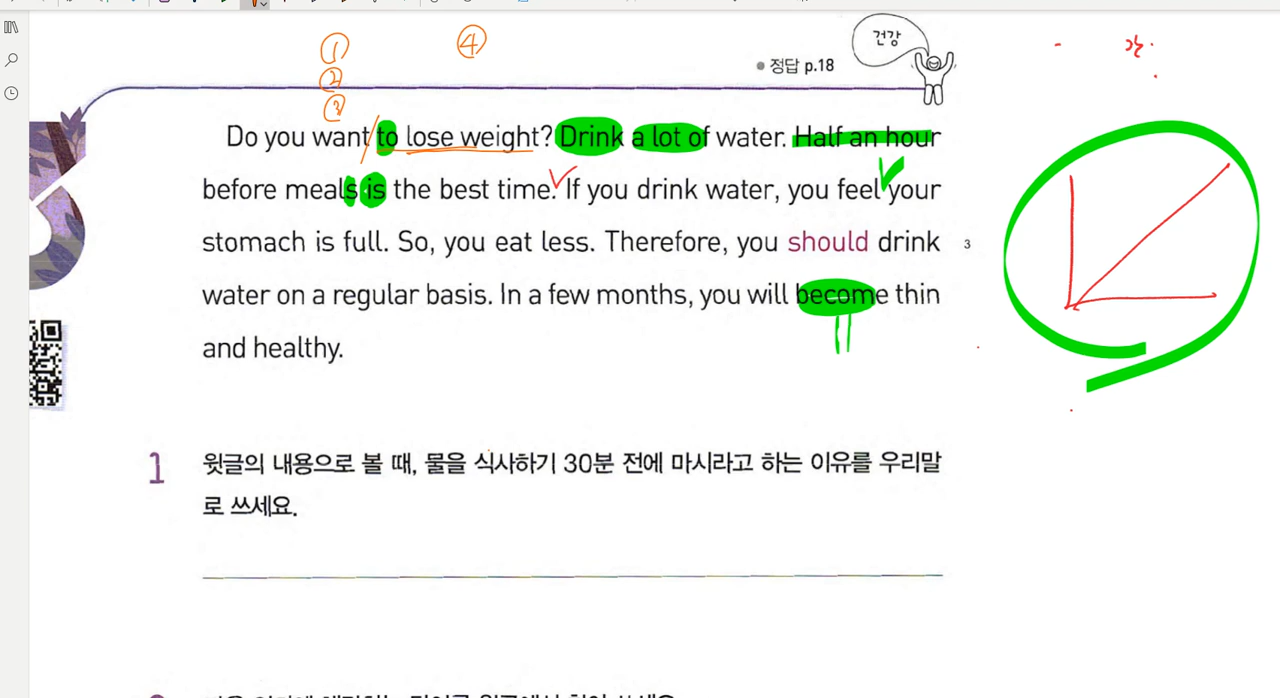 ① ④
건강
②
● 정답 p.18
③
Do you want to lose weight? Drink a lot of water. Half an hour
before meals is the best time. If you drink water, you feel your
stomach is full. So, you eat less. Therefore, you should drink 3
water on a regular basis. In a few months, you will become thin
and healthy.
1 윗글의 내용으로 볼 때, 물을 식사하기 30분 전에 마시라고 하는 이유를 우리말
로 쓰세요.